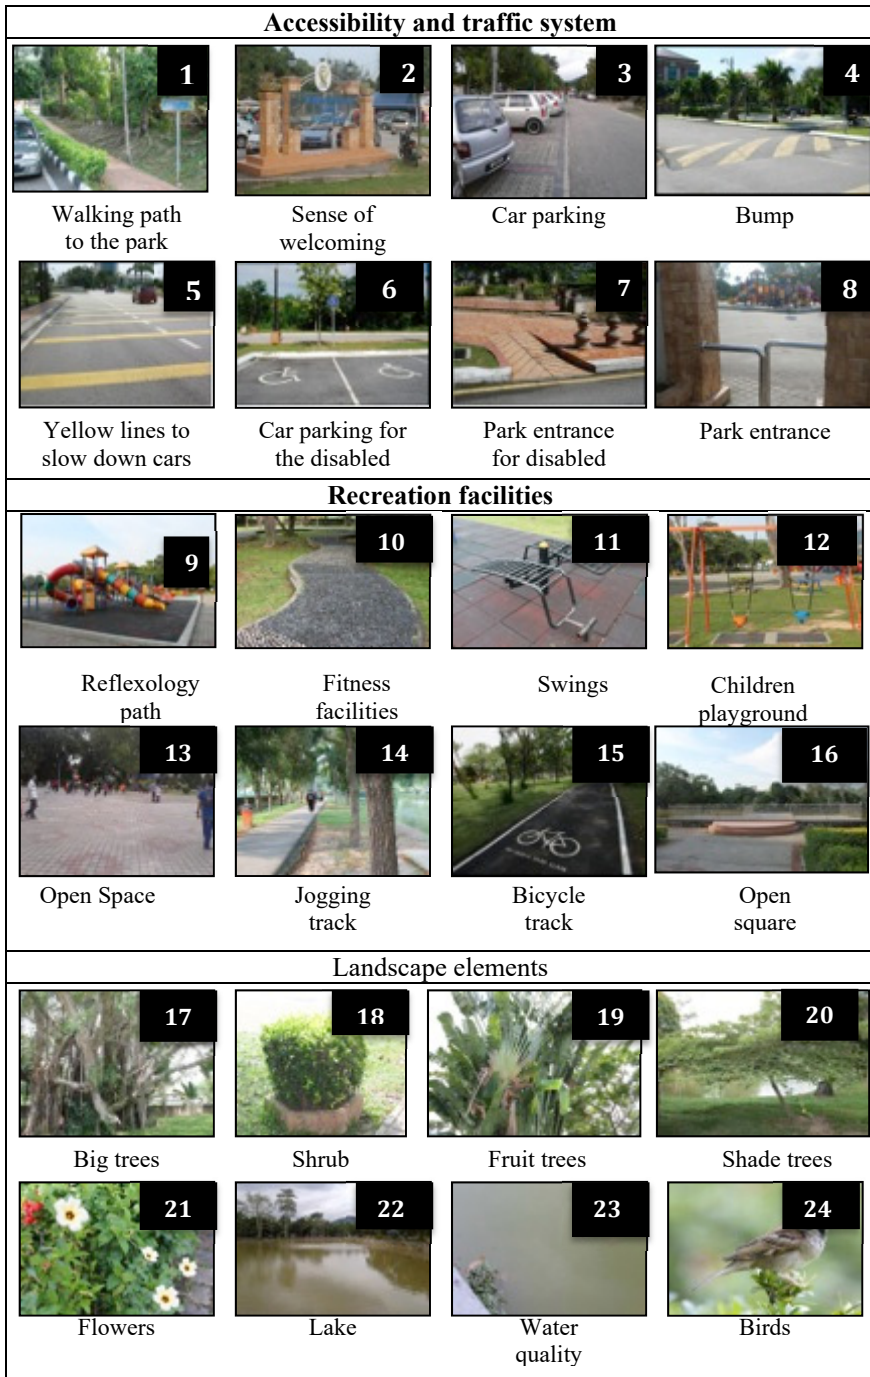 Accessibility and traffic system
1
2
3
4
Walking path
to the park
Sense of
welcoming
Car parking
Bump
5
6
7
8
Yellow lines to
slow down cars
Car parking for
the disabled
Park entrance
for disabled
Park entrance
Recreation facilities
9
10
11
12
Reflexology
path
Fitness
facilities
Swings
Children
playground
13
14
15
16
Open Space
Jogging
track
Bicycle
track
Open
square
Landscape elements
17
18
19
20
Big trees
Shrub
Fruit trees
Shade trees
21
22
23
24
Flowers
Lake
Water
quality
Birds